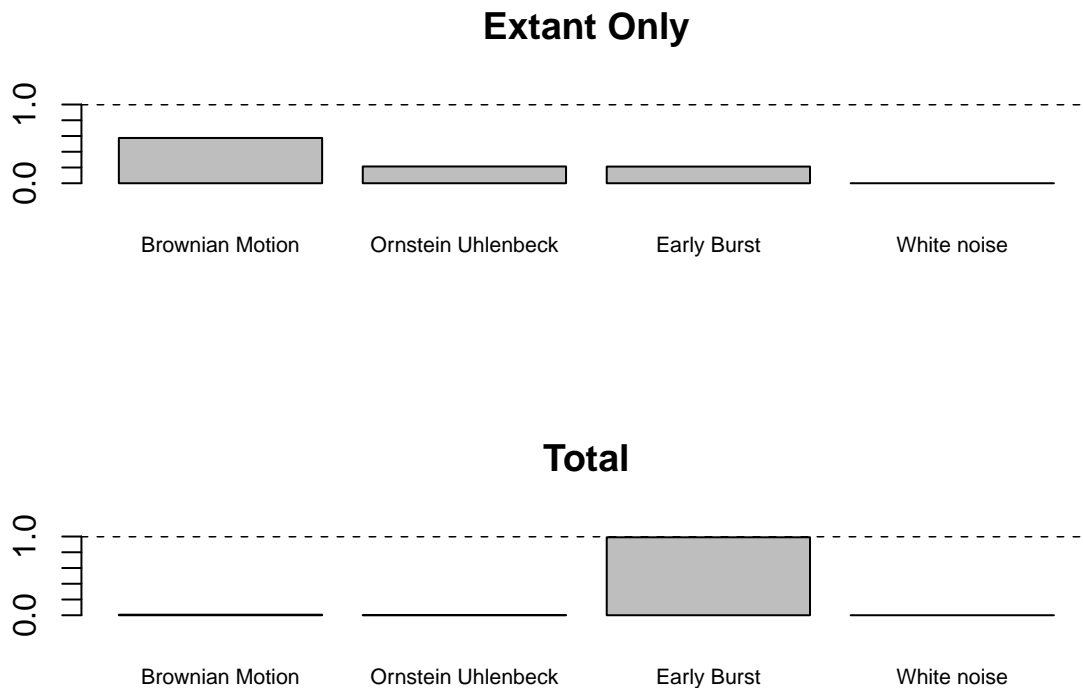 Extant Only
1.0
0.0
Brownian Motion Ornstein Uhlenbeck Early Burst White noise
Total
1.0
0.0
Brownian Motion Ornstein Uhlenbeck Early Burst White noise